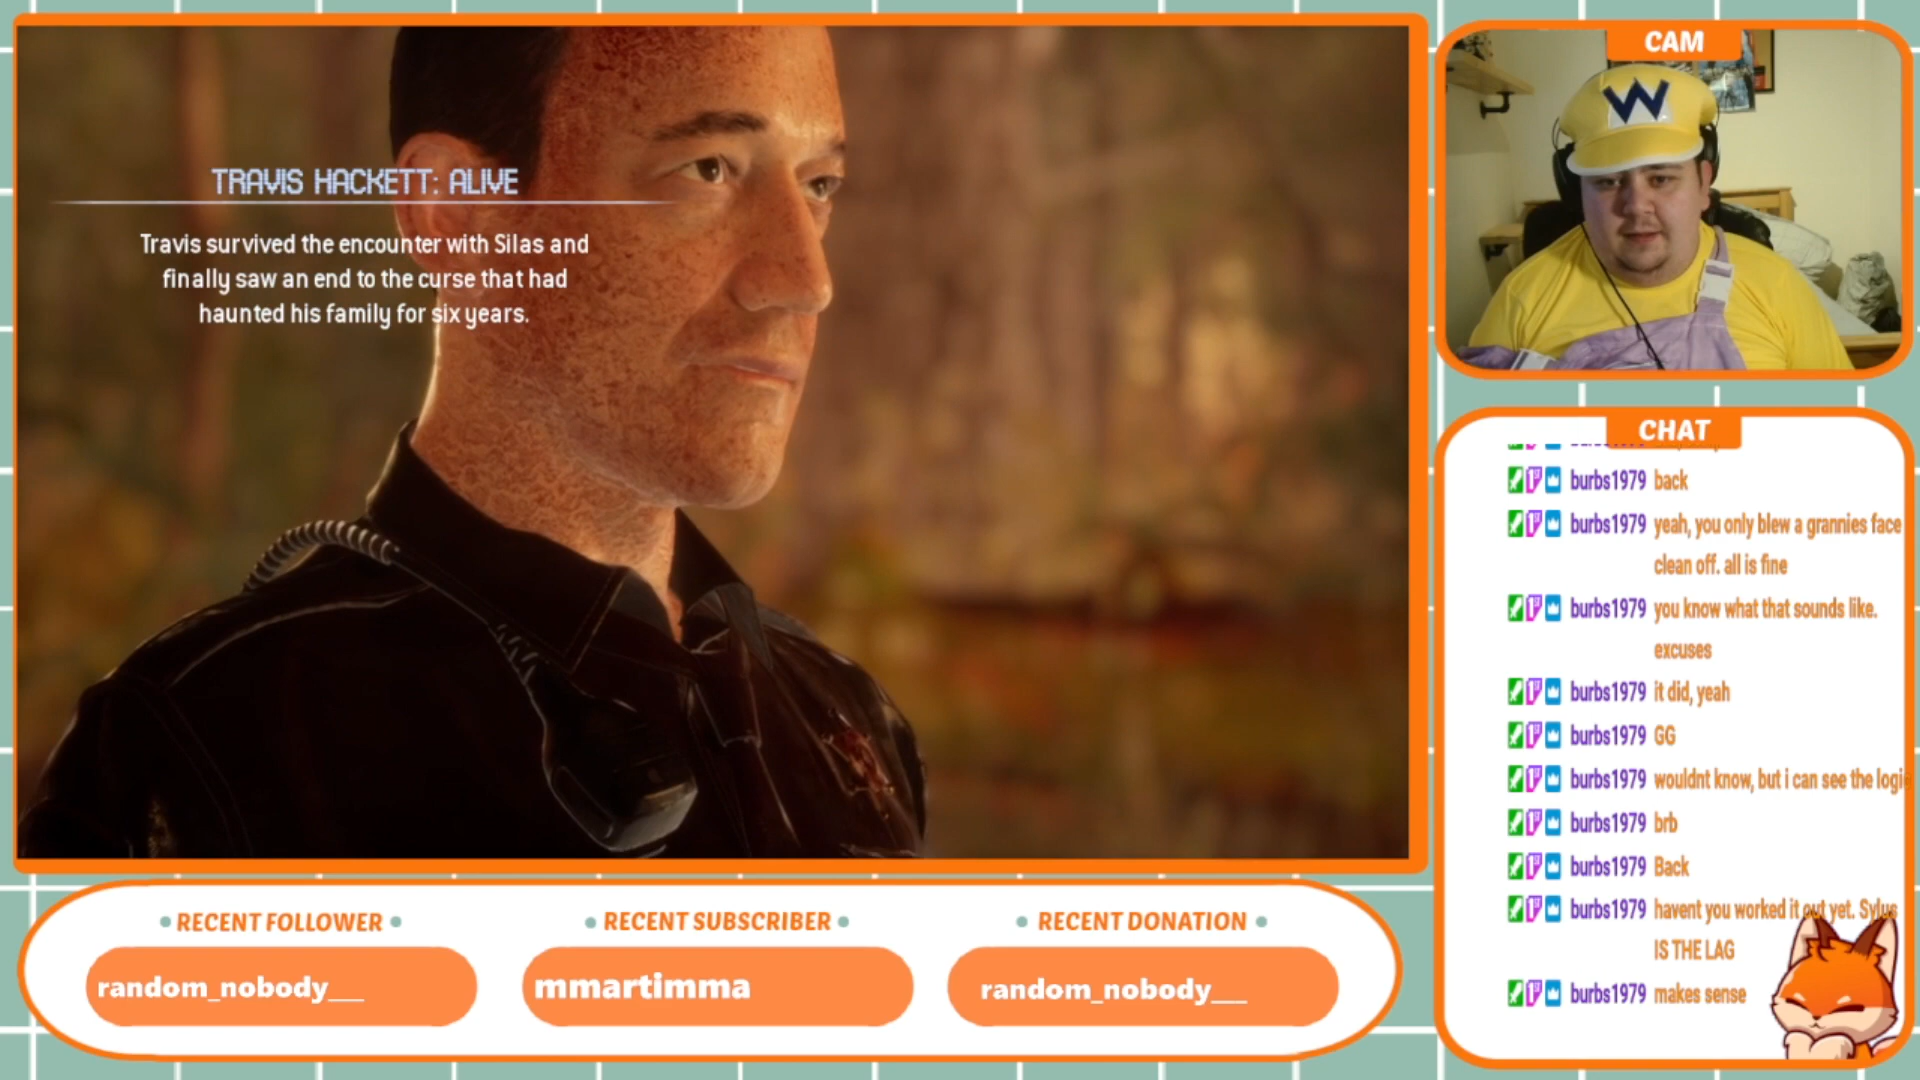 TRAVIS HACKETT: ALIVE
Travis survived the encounter with Silas and
finally saw an end to the curse that had
haunted his family for six years.
CAM
W
CHAT
burbs1979 back
burbs1979 yeah, you only blew a grannies face
clean off. all is fine
burbs1979 you know what that sounds like.
excuses
burbs1979 it did, yeah
burbs1979 GG
burbs1979 wouldnt know, but i can see the logic
burbs1979 brb
burbs1979 Back
burbs1979 havent you worked it out yet. Sylus
IS THE LAG
burbs1979 makes sense
RECENT FOLLOWER
random_nobody___
RECENT SUBSCRIBER
mmartimma
RECENT DONATION
random_nobody___